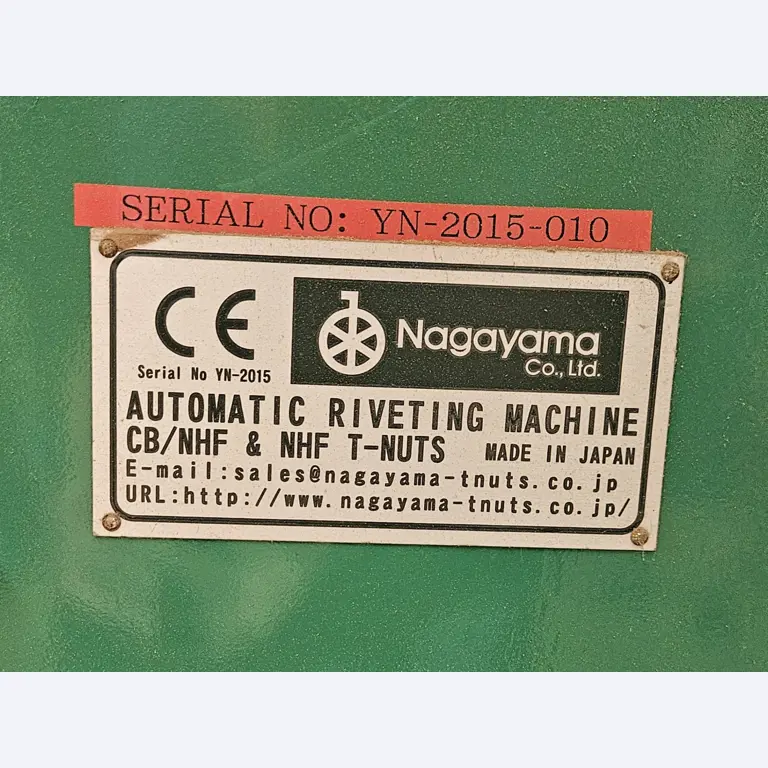 SERIAL NO: YN-2015-010
CE
Nagayama
Co., Ltd.
Serial No YN-2015
AUTOMATIC RIVETING MACHINE
CB/NHF & NHF T-NUTS MADE IN JAPAN
E-mail:sales@nagayama-tnuts.co.jp
URL:http://www.nagayama-tnuts.co.jp/